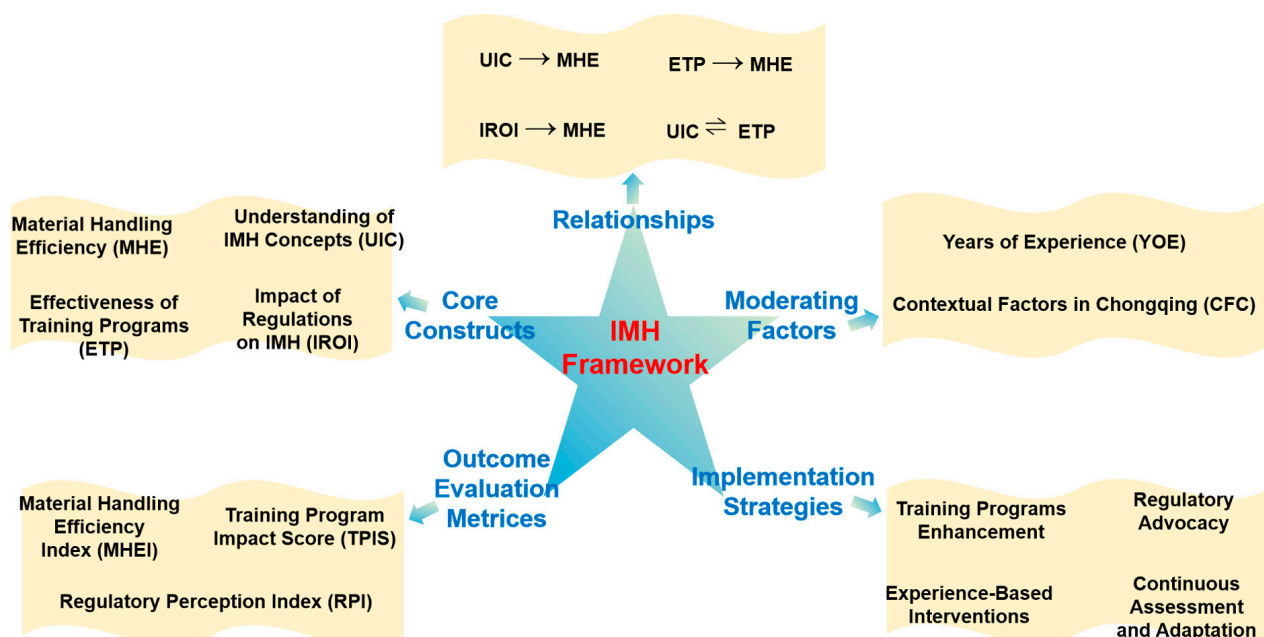 UIC → MHE
ETP → MHE
IROI → MHE
UIC ⇌ ETP
Relationships
Material Handling
Efficiency (MHE)
Understanding of
IMH Concepts (UIC)
Effectiveness of
Training Programs
(ETP)
Impact of
Regulations
on IMH (IROI)
Core
Constructs
IMH
Framework
Moderating
Factors
Years of Experience (YOE)
Contextual Factors in Chongqing (CFC)
Outcome
Evaluation
Metrices
Material Handling
Efficiency
Index (MHEI)
Training Program
Impact Score (TPIS)
Regulatory Perception Index (RPI)
Implementation
Strategies
Training Programs
Enhancement
Regulatory
Advocacy
Experience-Based
Interventions
Continuous
Assessment
and Adaptation